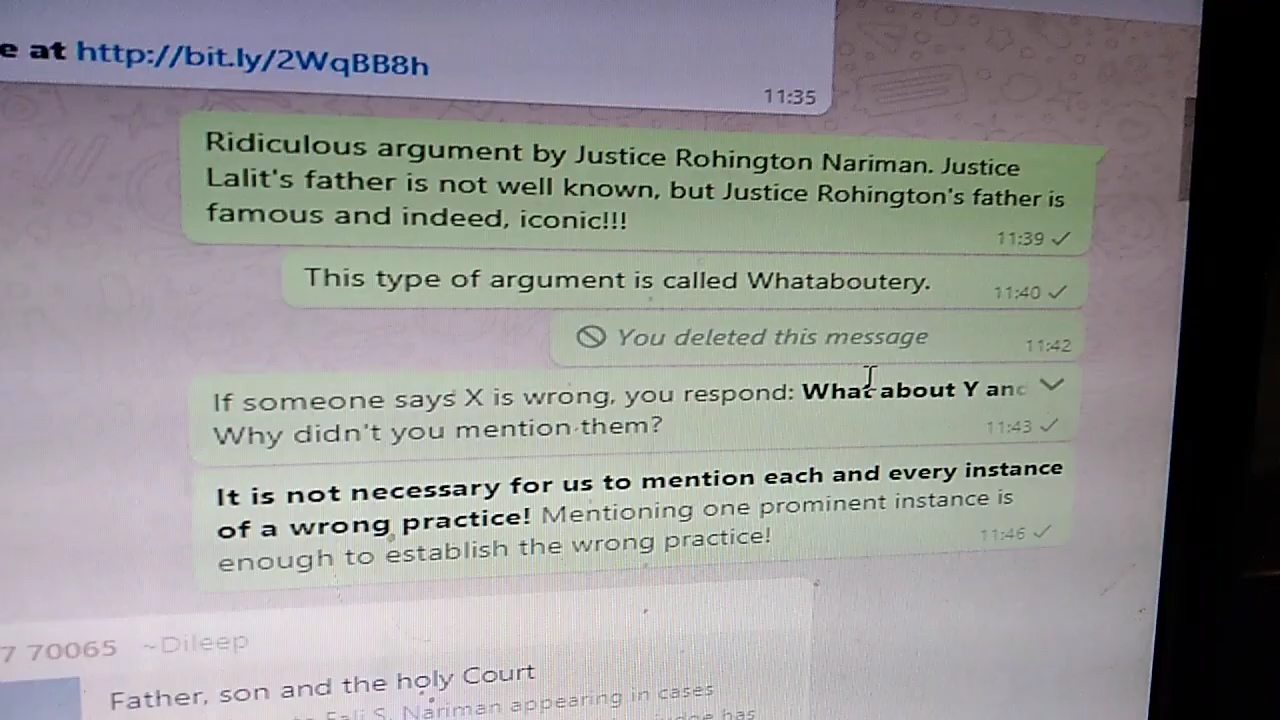 e at http://bit.ly/2WqBB8h
11:35
Ridiculous argument by Justice Rohington Nariman. Justice
Lalit's father is not well known, but Justice Rohington's father is
famous and indeed, iconic!!!
11:39
This type of argument is called Whataboutery.
11:40
You deleted this message
11:42
If someone says X is wrong, you respond: What about Y and
Why didn't you mention them?
11:43
It is not necessary for us to mention each and every instance
of a wrong practice! Mentioning one prominent instance is
enough to establish the wrong practice!
11:46
7 70065 ~Dileep
Father, son and the holy Court
Fali S. Nariman appearing in cases
has